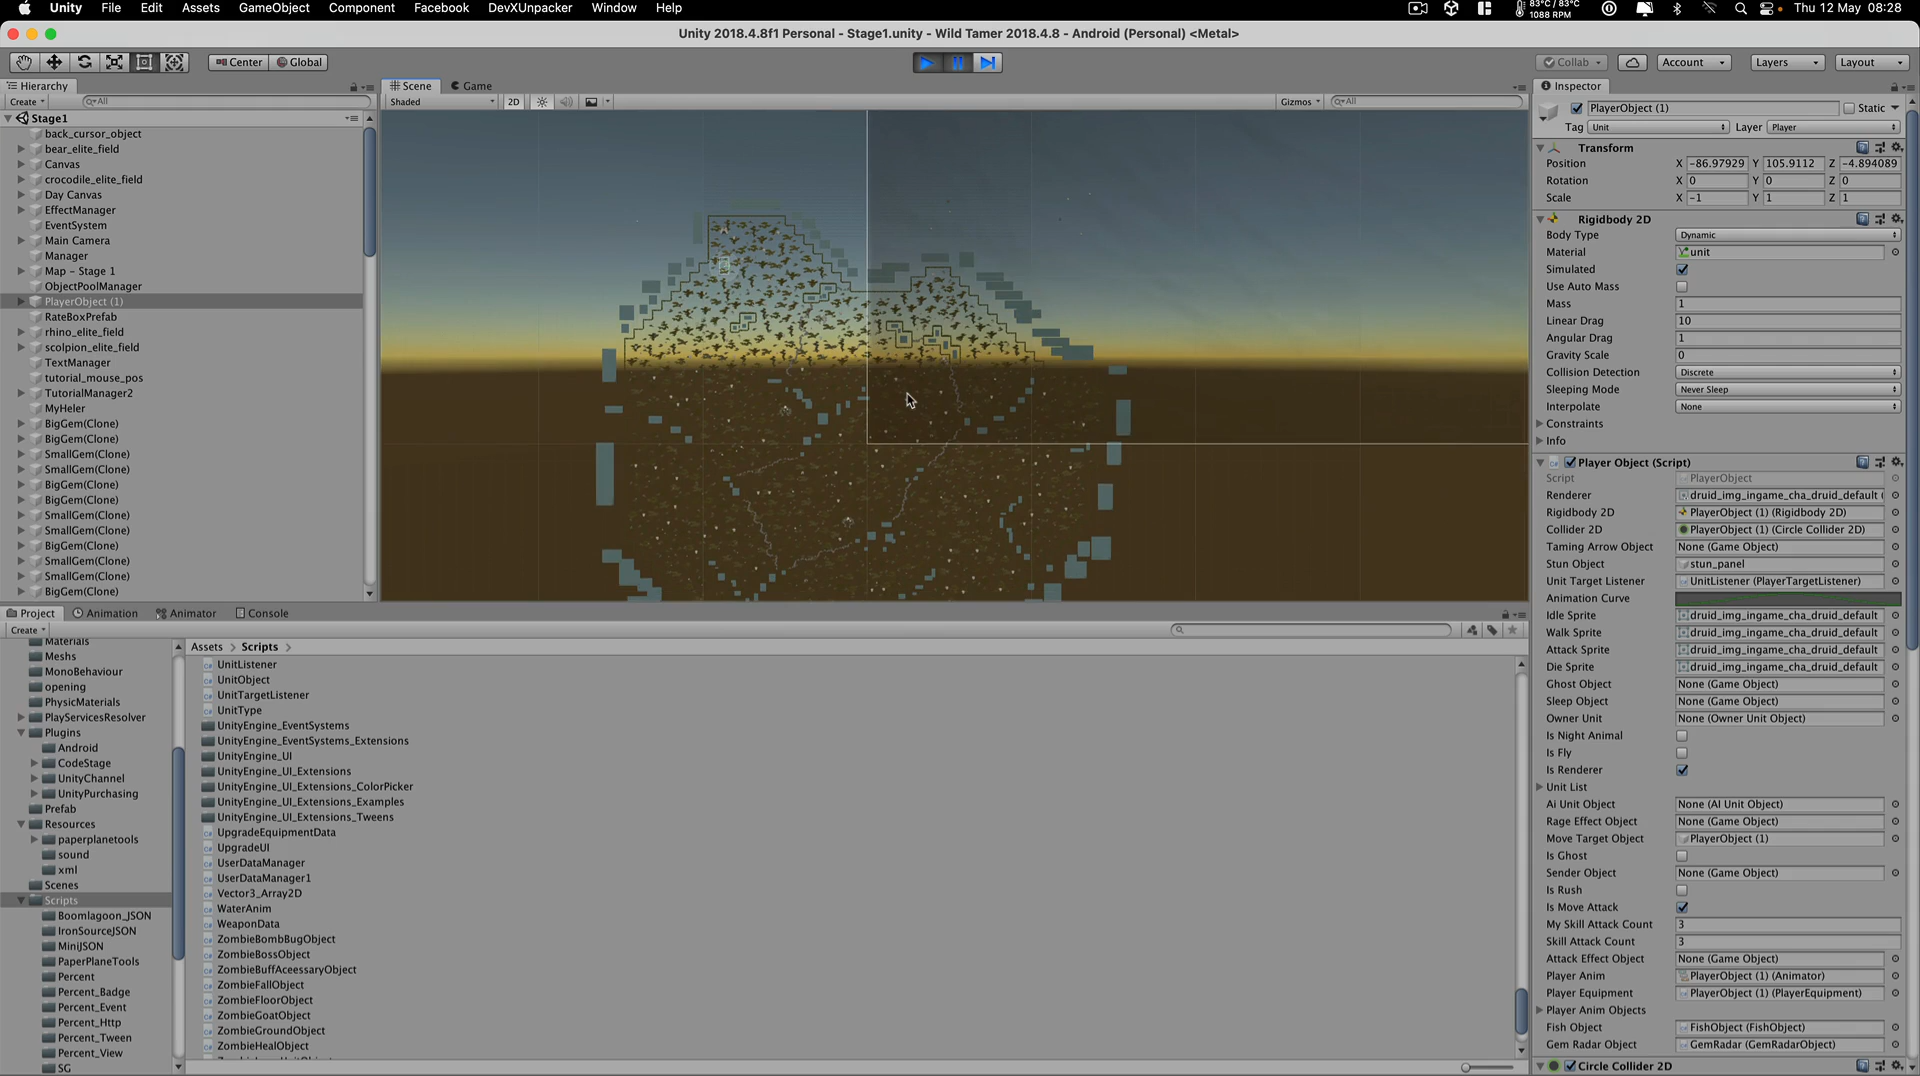 Unity File Edit Assets GameObject Component Facebook DevXUnpacker Window Help 83°C / 83°C 1088 RPM Thu 12 May 08:28
Unity 2018.4.8f1 Personal - Stage1.unity - Wild Tamer 2018.4.8 - Android (Personal) <Metal>
Center Global Collab Account Layers Layout
Hierarchy
Create All
Stage1
back_cursor_object
bear_elite_field
Canvas
crocodile_elite_field
Day Canvas
EffectManager
EventSystem
Main Camera
Manager
Map - Stage 1
ObjectPoolManager
PlayerObject (1)
RateBoxPrefab
rhino_elite_field
scolpion_elite_field
TextManager
tutorial_mouse_pos
TutorialManager2
MyHeler
BigGem(Clone)
BigGem(Clone)
SmallGem(Clone)
SmallGem(Clone)
BigGem(Clone)
BigGem(Clone)
SmallGem(Clone)
SmallGem(Clone)
BigGem(Clone)
SmallGem(Clone)
SmallGem(Clone)
BigGem(Clone)
Scene Game
Shaded 2D Gizmos All
Inspector
PlayerObject (1) Static
Tag Unit Layer Player
Transform
Position X -86.97929 Y 105.9112 Z -4.894089
Rotation X 0 Y 0 Z 0
Scale X -1 Y 1 Z 1
Rigidbody 2D
Body Type Dynamic
Material unit
Simulated
Use Auto Mass
Mass 1
Linear Drag 10
Angular Drag 1
Gravity Scale 0
Collision Detection Discrete
Sleeping Mode Never Sleep
Interpolate None
Constraints
Info
Player Object (Script)
Script PlayerObject
Renderer druid_img_ingame_cha_druid_default (
Rigidbody 2D PlayerObject (1) (Rigidbody 2D)
Collider 2D PlayerObject (1) (Circle Collider 2D)
Taming Arrow Object None (Game Object)
Stun Object stun_panel
Unit Target Listener UnitListener (PlayerTargetListener)
Animation Curve
Idle Sprite druid_img_ingame_cha_druid_default
Walk Sprite druid_img_ingame_cha_druid_default
Attack Sprite druid_img_ingame_cha_druid_default
Die Sprite druid_img_ingame_cha_druid_default
Ghost Object None (Game Object)
Sleep Object None (Game Object)
Owner Unit None (Owner Unit Object)
Is Night Animal
Is Fly
Is Renderer
Unit List
Ai Unit Object None (AI Unit Object)
Rage Effect Object None (Game Object)
Move Target Object PlayerObject (1)
Is Ghost
Sender Object None (Game Object)
Is Rush
Is Move Attack
My Skill Attack Count 3
Skill Attack Count 3
Attack Effect Object None (Game Object)
Player Anim PlayerObject (1) (Animator)
Player Equipment PlayerObject (1) (PlayerEquipment)
Player Anim Objects
Fish Object FishObject (FishObject)
Gem Radar Object GemRadar (GemRadarObject)
Circle Collider 2D
Project Animation Animator Console
Create
Materials
Meshs
MonoBehaviour
opening
PhysicMaterials
PlayServicesResolver
Plugins
Android
CodeStage
UnityChannel
UnityPurchasing
Prefab
Resources
paperplanetools
sound
xml
Scenes
Scripts
Boomlagoon_JSON
IronSourceJSON
MiniJSON
PaperPlaneTools
Percent
Percent_Badge
Percent_Event
Percent_Http
Percent_Tween
Percent_View
SG
Assets > Scripts >
UnitListener
UnitObject
UnitTargetListener
UnitType
UnityEngine_EventSystems
UnityEngine_EventSystems_Extensions
UnityEngine_UI
UnityEngine_UI_Extensions
UnityEngine_UI_Extensions_ColorPicker
UnityEngine_UI_Extensions_Examples
UnityEngine_UI_Extensions_Tweens
UpgradeEquipmentData
UpgradeUI
UserDataManager
UserDataManager1
Vector3_Array2D
WaterAnim
WeaponData
ZombieBombBugObject
ZombieBossObject
ZombieBuffAceessaryObject
ZombieFallObject
ZombieFloorObject
ZombieGoatObject
ZombieGroundObject
ZombieHealObject